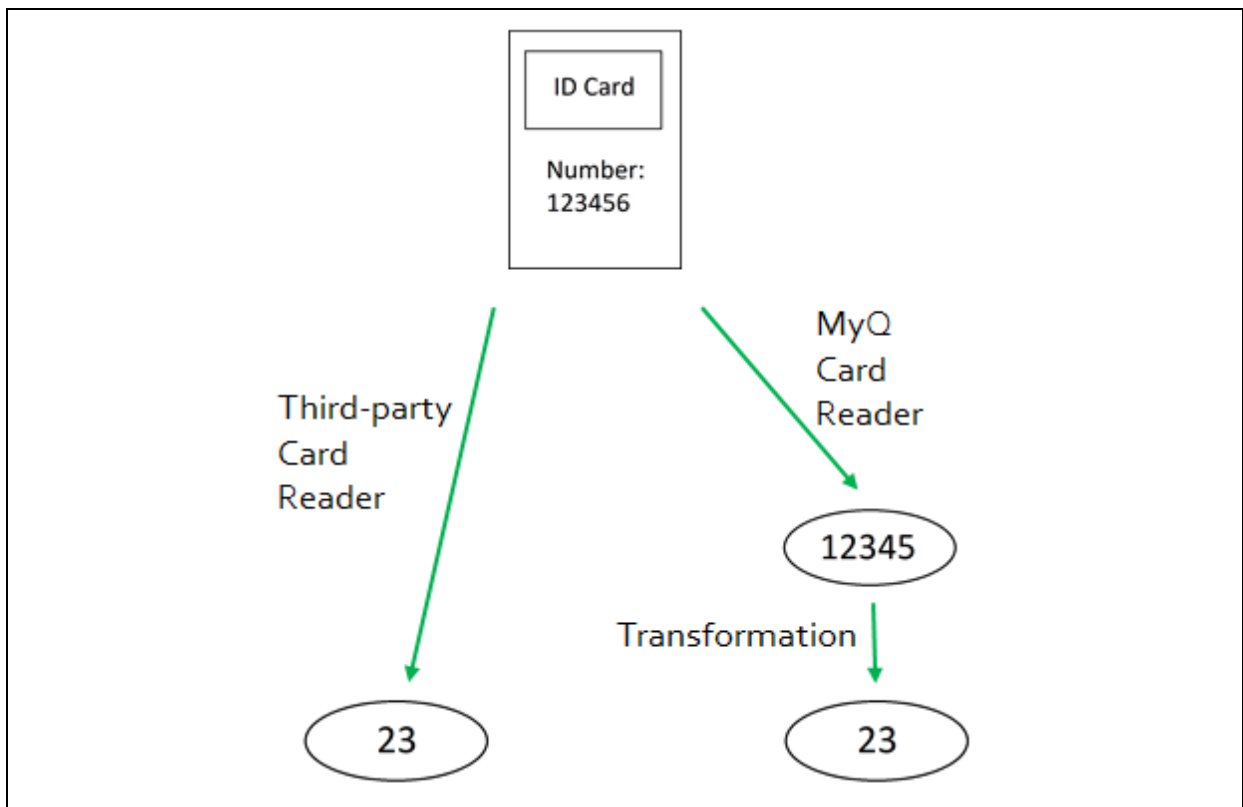 ID Card
Number:
123456
MyQ
Card
Reader
Third-party
Card
Reader
12345
Transformation
23
23